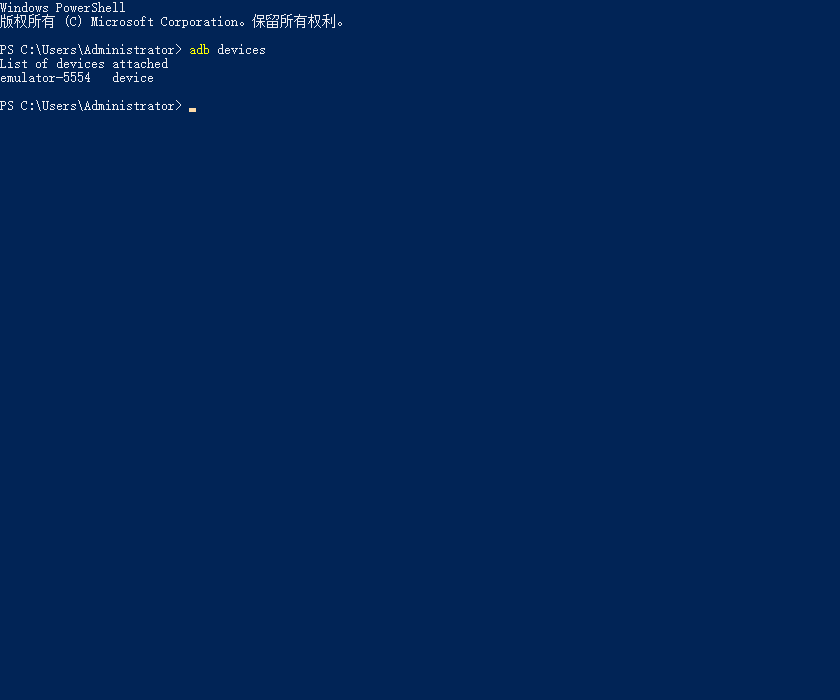 Windows PowerShell
版权所有 (C) Microsoft Corporation。保留所有权利。
PS C:\Users\Administrator> adb devices
List of devices attached
emulator-5554   device
PS C:\Users\Administrator>